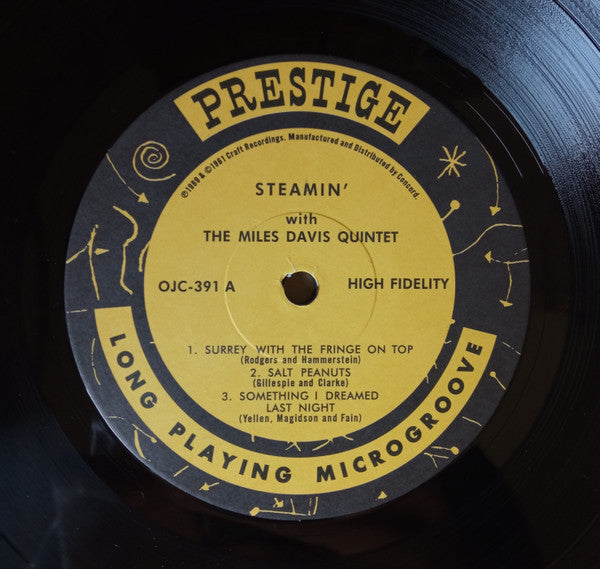 PRESTIGE
℗1989 & ©1961 Craft Recordings. Manufactured and Distributed by Concord.
STEAMIN'
with
THE MILES DAVIS QUINTET
OJC-391 A
HIGH FIDELITY
1. SURREY WITH THE FRINGE ON TOP
(Rodgers and Hammerstein)
2. SALT PEANUTS
(Gillespie and Clarke)
3. SOMETHING I DREAMED
LAST NIGHT
(Yellen, Magidson and Fain)
LONG PLAYING MICROGROOVE